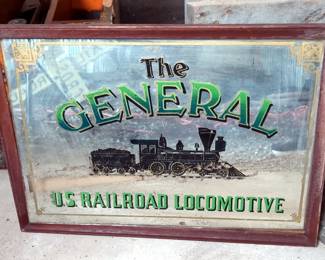 The
GENERAL
U.S. RAILROAD LOCOMOTIVE